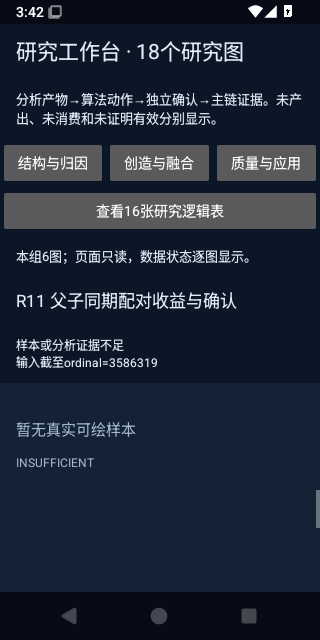 3:42
研究工作台 · 18个研究图
分析产物→算法动作→独立确认→主链证据。未产
出、未消费和未证明有效分别显示。
结构与归因
创造与融合
质量与应用
查看16张研究逻辑表
本组6图；页面只读，数据状态逐图显示。
R11 父子同期配对收益与确认
样本或分析证据不足
输入截至ordinal=3586319
暂无真实可绘样本
INSUFFICIENT